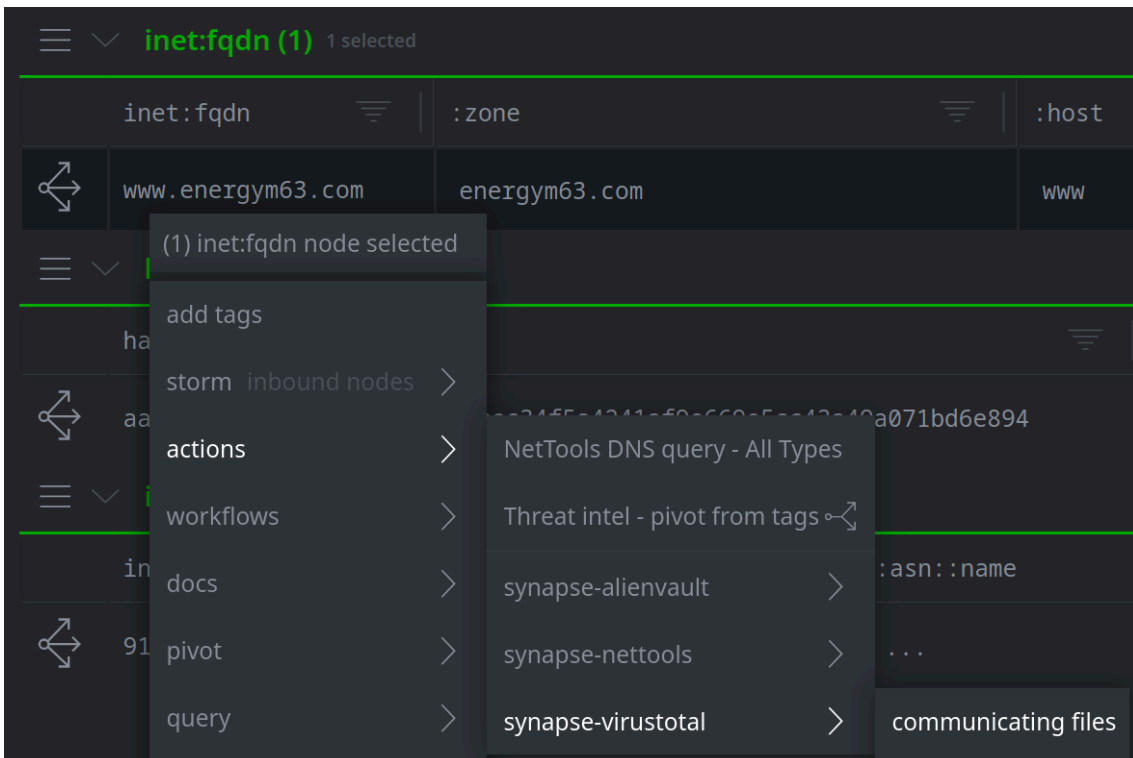 inet:fqdn (1) 1 selected
inet:fqdn :zone :host
www.energym63.com energym63.com www
(1) inet:fqdn node selected
add tags
ha
storm inbound nodes
aa a071bd6e894
actions NetTools DNS query - All Types
workflows Threat intel - pivot from tags
in :asn::name
docs synapse-alienvault
91 ...
pivot synapse-nettools
query synapse-virustotal communicating files